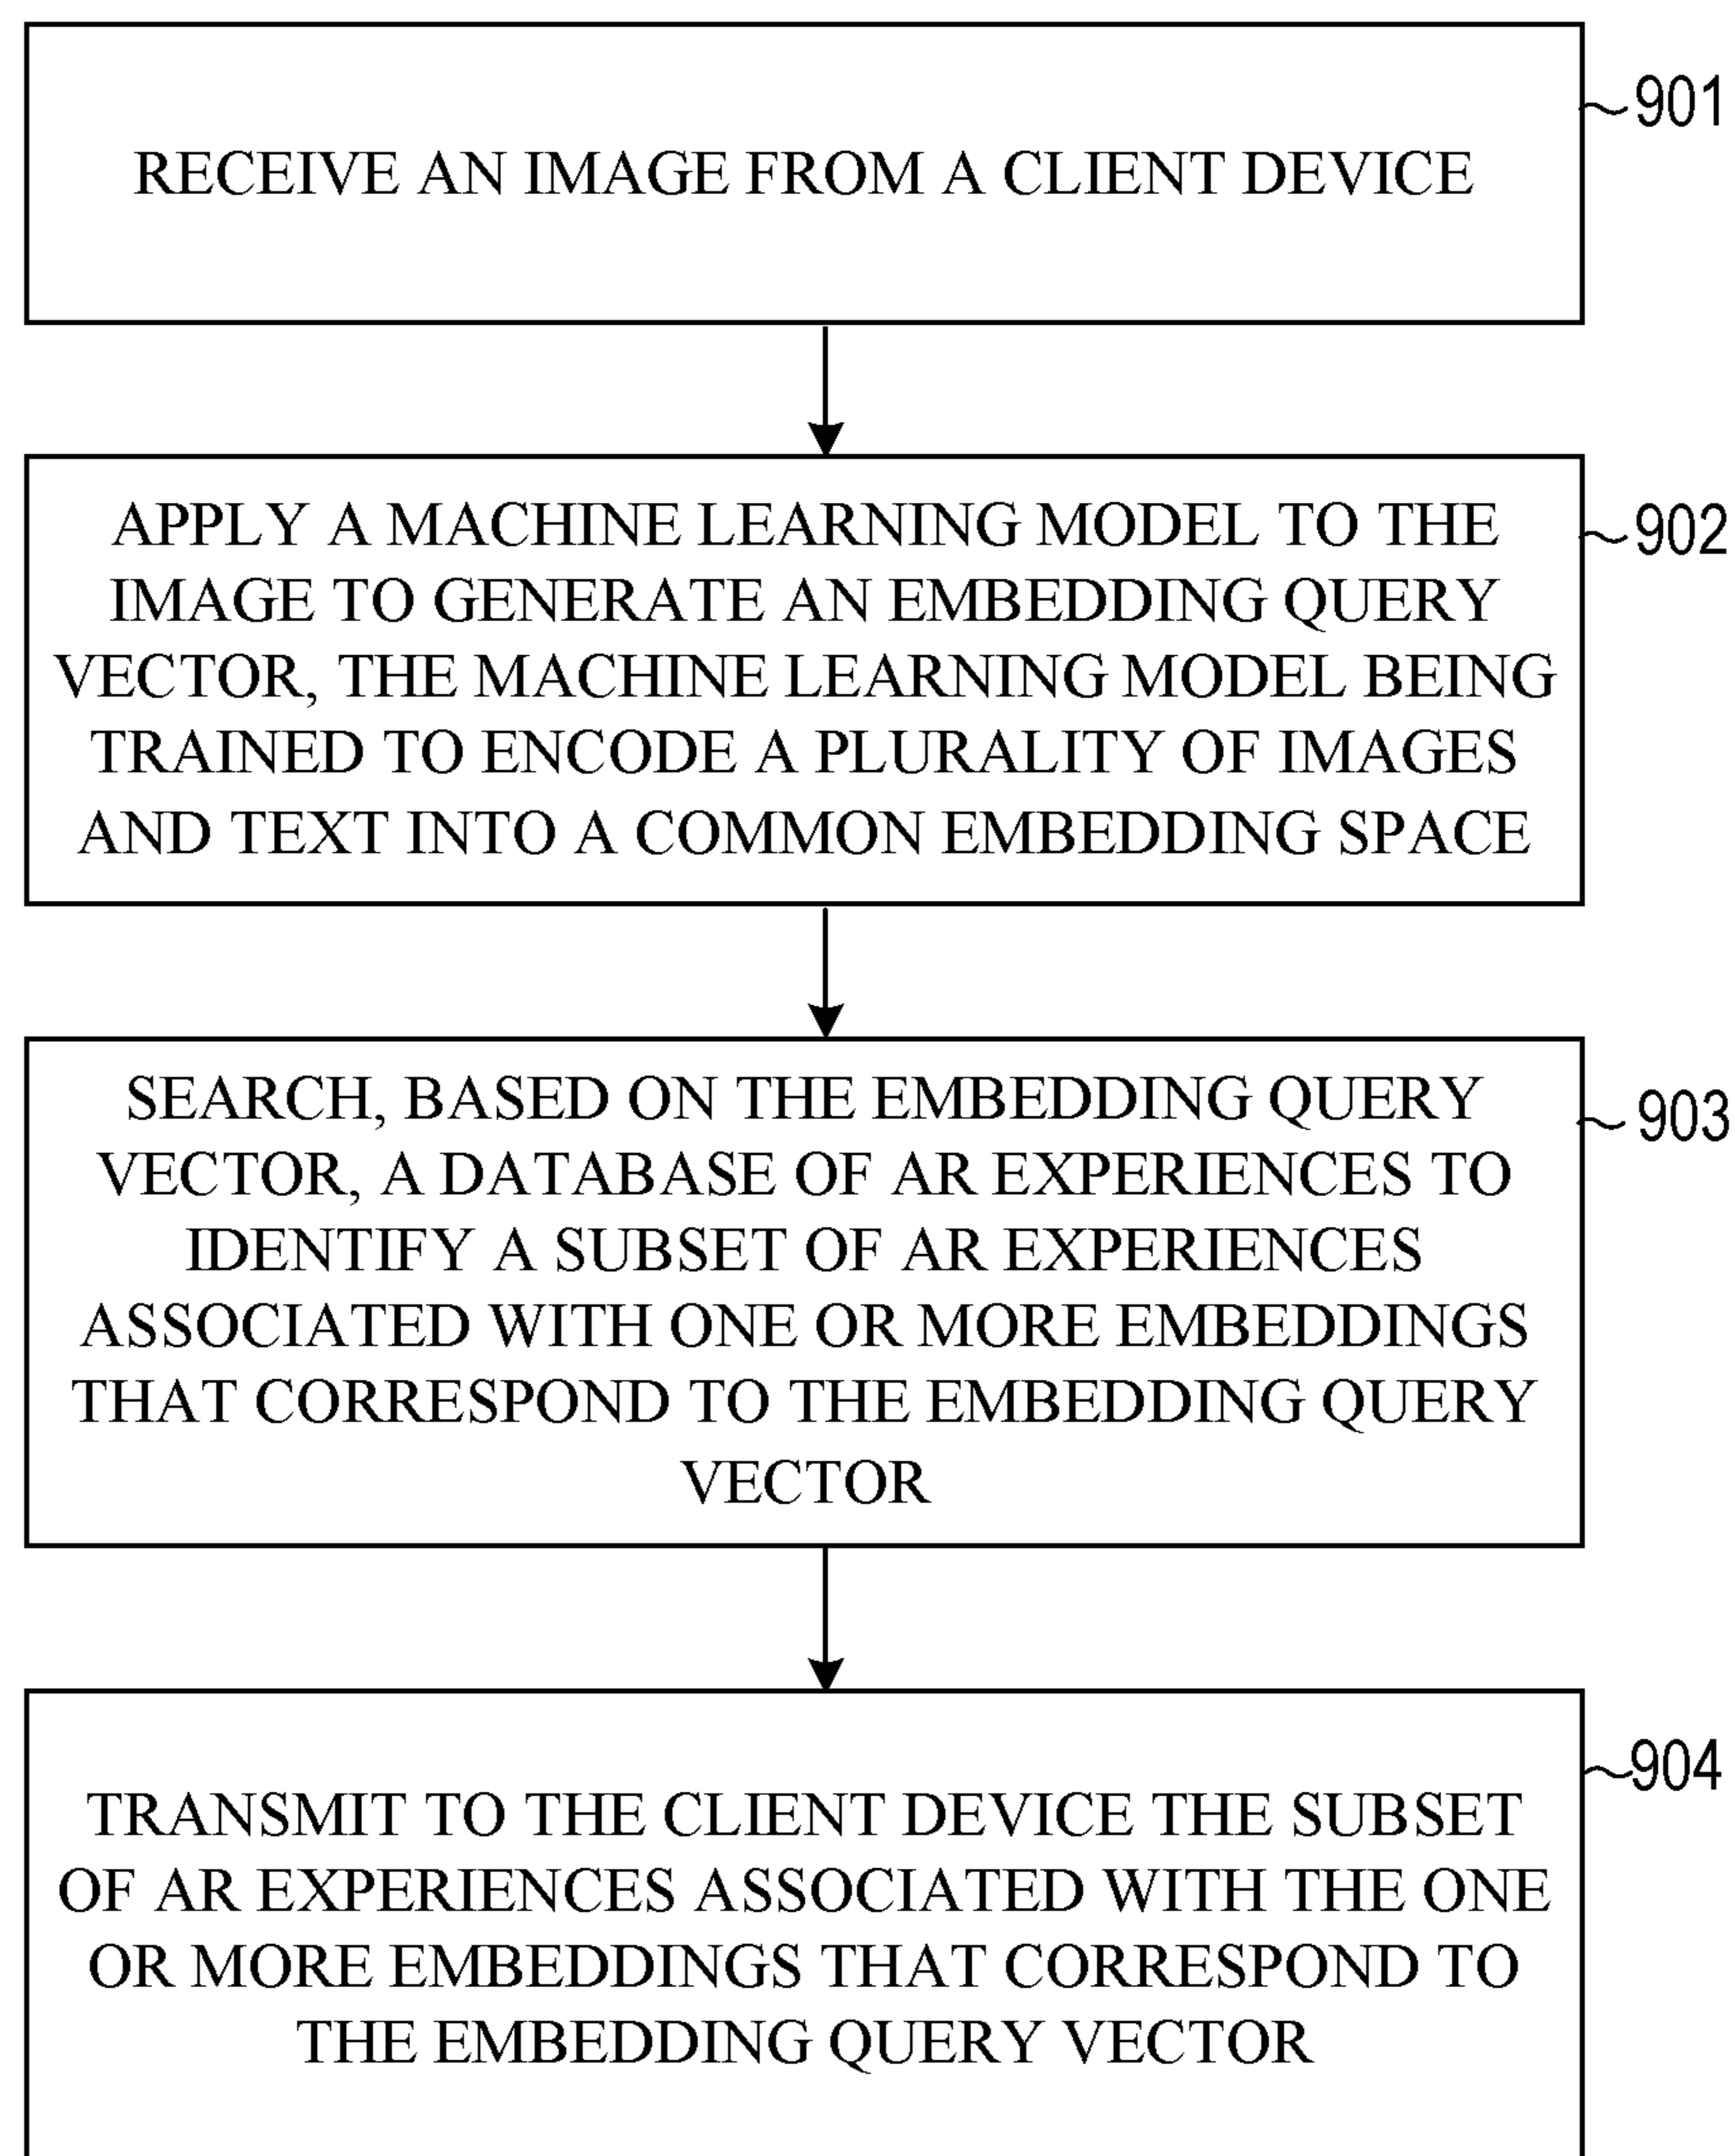 RECEIVE AN IMAGE FROM A CLIENT DEVICE
901
APPLY A MACHINE LEARNING MODEL TO THE
IMAGE TO GENERATE AN EMBEDDING QUERY
VECTOR, THE MACHINE LEARNING MODEL BEING
TRAINED TO ENCODE A PLURALITY OF IMAGES
AND TEXT INTO A COMMON EMBEDDING SPACE
902
SEARCH, BASED ON THE EMBEDDING QUERY
VECTOR, A DATABASE OF AR EXPERIENCES TO
IDENTIFY A SUBSET OF AR EXPERIENCES
ASSOCIATED WITH ONE OR MORE EMBEDDINGS
THAT CORRESPOND TO THE EMBEDDING QUERY
VECTOR
903
TRANSMIT TO THE CLIENT DEVICE THE SUBSET
OF AR EXPERIENCES ASSOCIATED WITH THE ONE
OR MORE EMBEDDINGS THAT CORRESPOND TO
THE EMBEDDING QUERY VECTOR
904